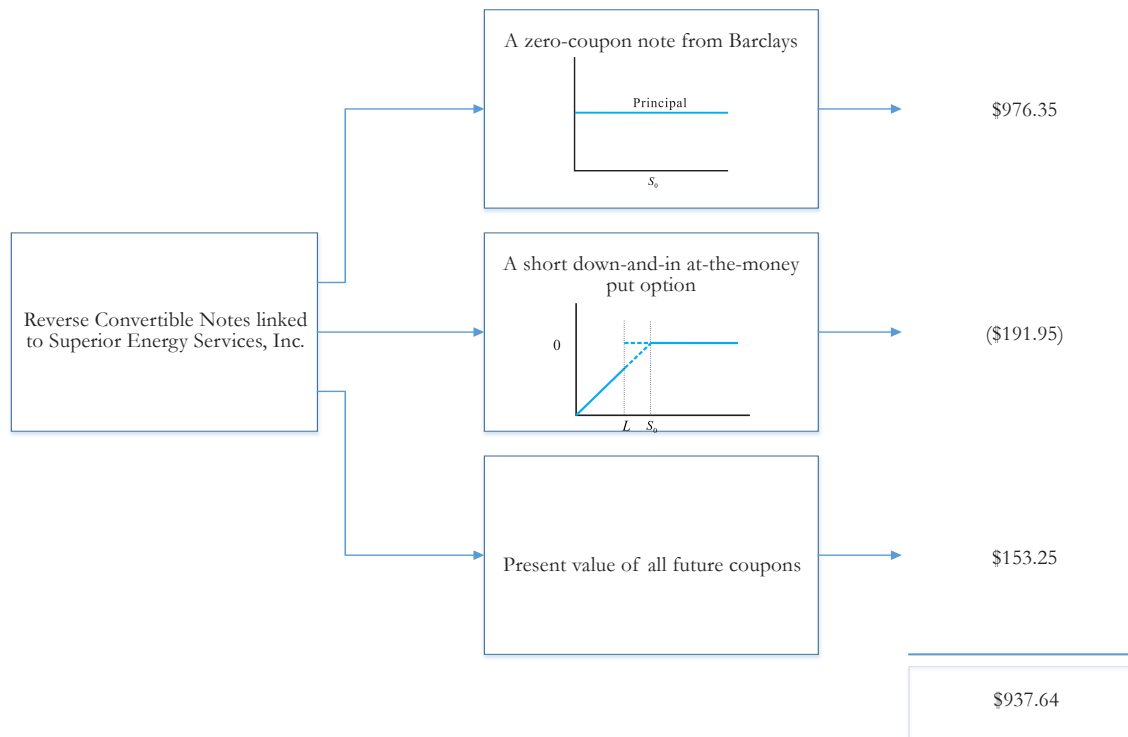 A zero-coupon note from Barclays
Principal
S₀
$976.35
Reverse Convertible Notes linked
to Superior Energy Services, Inc.
A short down-and-in at-the-money
put option
0
L S₀
($191.95)
Present value of all future coupons
$153.25
$937.64